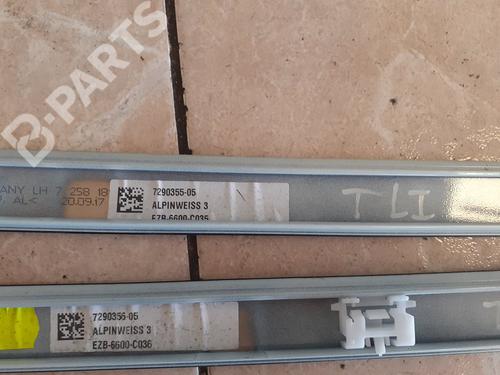 B-PARTS
ANY LH 7 258 18
AL< 20.09.17
7290355-05
ALPINWEISS 3
EZB-6600-C035
TLI
7290356-05
ALPINWEISS 3
EZB-6600-C036